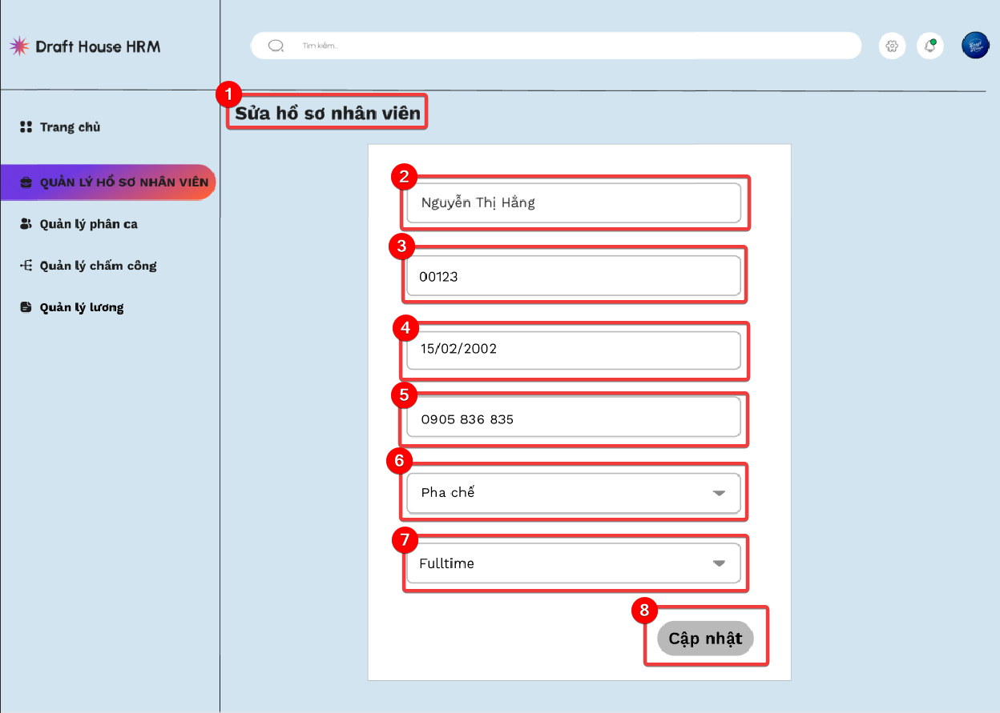 Draft House HRM
Tìm kiếm..
1
Sửa hồ sơ nhân viên
Trang chủ
QUẢN LÝ HỒ SƠ NHÂN VIÊN
Quản lý phân ca
Quản lý chấm công
Quản lý lương
2
Nguyễn Thị Hằng
3
00123
4
15/02/2002
5
0905 836 835
6
Pha chế
7
Fulltime
8
Cập nhật